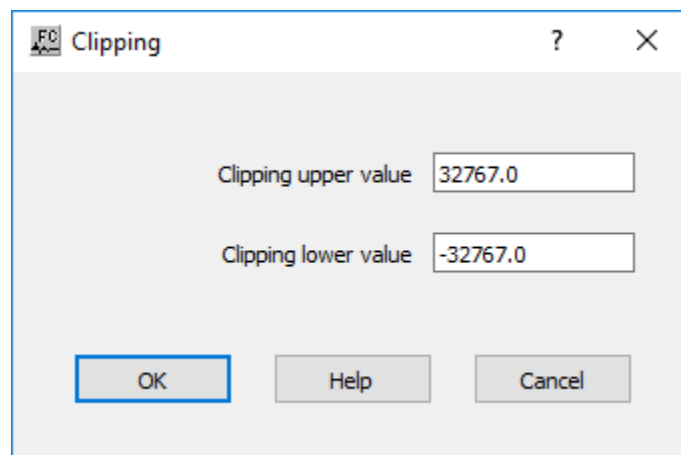 FC Clipping ?
Clipping upper value 32767.0
Clipping lower value -32767.0
OK Help Cancel